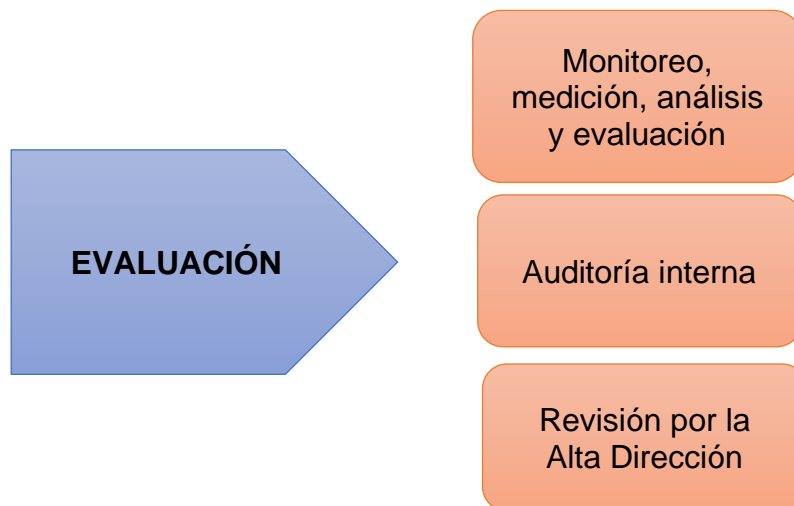 EVALUACIÓN
Monitoreo,
medición, análisis
y evaluación
Auditoría interna
Revisión por la
Alta Dirección